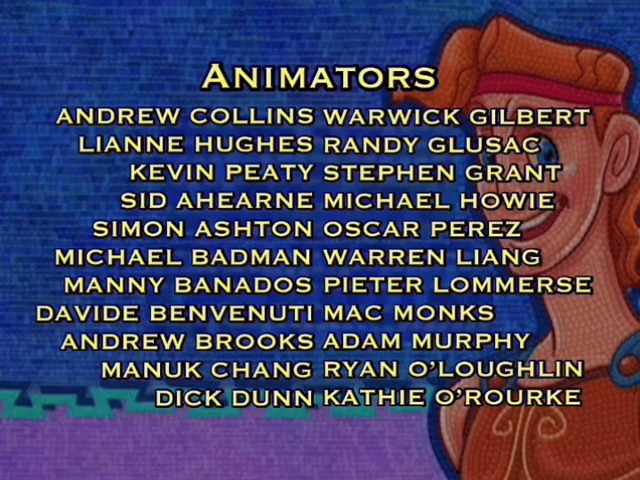 ANIMATORS
ANDREW COLLINS WARWICK GILBERT
LIANNE HUGHES RANDY GLUSAC
KEVIN PEATY STEPHEN GRANT
SID AHEARNE MICHAEL HOWIE
SIMON ASHTON OSCAR PEREZ
MICHAEL BADMAN WARREN LIANG
MANNY BANADOS PIETER LOMMERSE
DAVIDE BENVENUTI MAC MONKS
ANDREW BROOKS ADAM MURPHY
MANUK CHANG RYAN O'LOUGHLIN
DICK DUNN KATHIE O'ROURKE